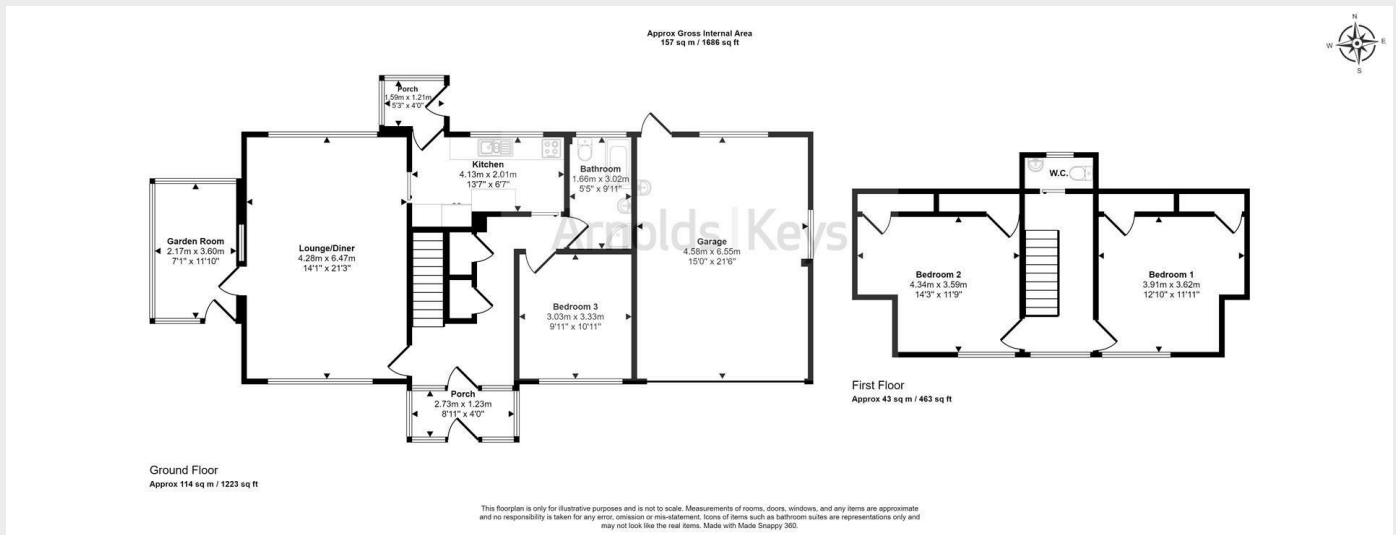 Approx Gross Internal Area
157 sq m / 1686 sq ft
N
W
E
S
Porch
1.59m x 1.21m
5'3" x 4'0"
Kitchen
4.13m x 2.01m
13'7" x 6'7"
Bathroom
1.66m x 3.02m
5'5" x 9'11"
Garden Room
2.17m x 3.60m
7'1" x 11'10"
Lounge/Diner
4.28m x 6.47m
14'1" x 21'3"
Arnolds | Keys
Garage
4.58m x 6.55m
15'0" x 21'6"
Bedroom 3
3.03m x 3.33m
9'11" x 10'11"
Porch
2.73m x 1.23m
8'11" x 4'0"
W.C.
Bedroom 2
4.34m x 3.59m
14'3" x 11'9"
Bedroom 1
3.91m x 3.62m
12'10" x 11'11"
First Floor
Approx 43 sq m / 463 sq ft
Ground Floor
Approx 114 sq m / 1223 sq ft
This floorplan is only for illustrative purposes and is not to scale. Measurements of rooms, doors, windows, and any items are approximate
and no responsibility is taken for any error, omission or mis-statement. Icons of items such as bathroom suites are representations only and
may not look like the real items. Made with Made Snappy 360.